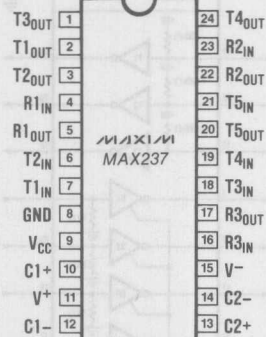 T3OUT 1 24 T4OUT
T1OUT 2 23 R2IN
T2OUT 3 22 R2OUT
R1IN 4 21 T5IN
R1OUT 5 20 T5OUT
MAXIM
T2IN 6 MAX237 19 T4IN
T1IN 7 18 T3IN
GND 8 17 R3OUT
VCC 9 16 R3IN
C1+ 10 15 V−
V+ 11 14 C2−
C1− 12 13 C2+